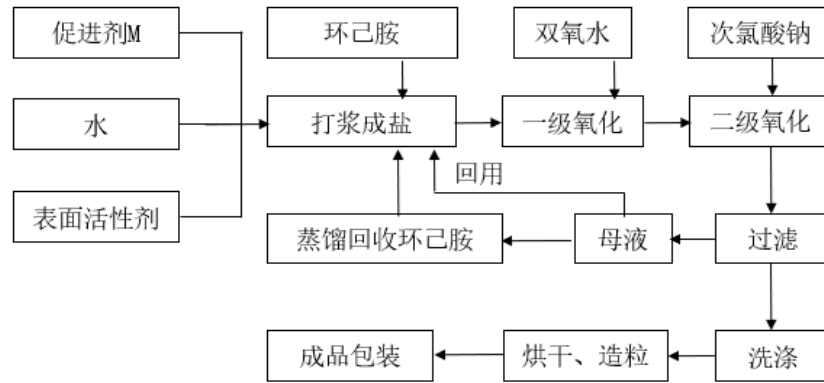 促进剂M
环己胺
双氧水
次氯酸钠
水
打浆成盐
一级氧化
二级氧化
回用
表面活性剂
蒸馏回收环己胺
母液
过滤
成品包装
烘干、造粒
洗涤